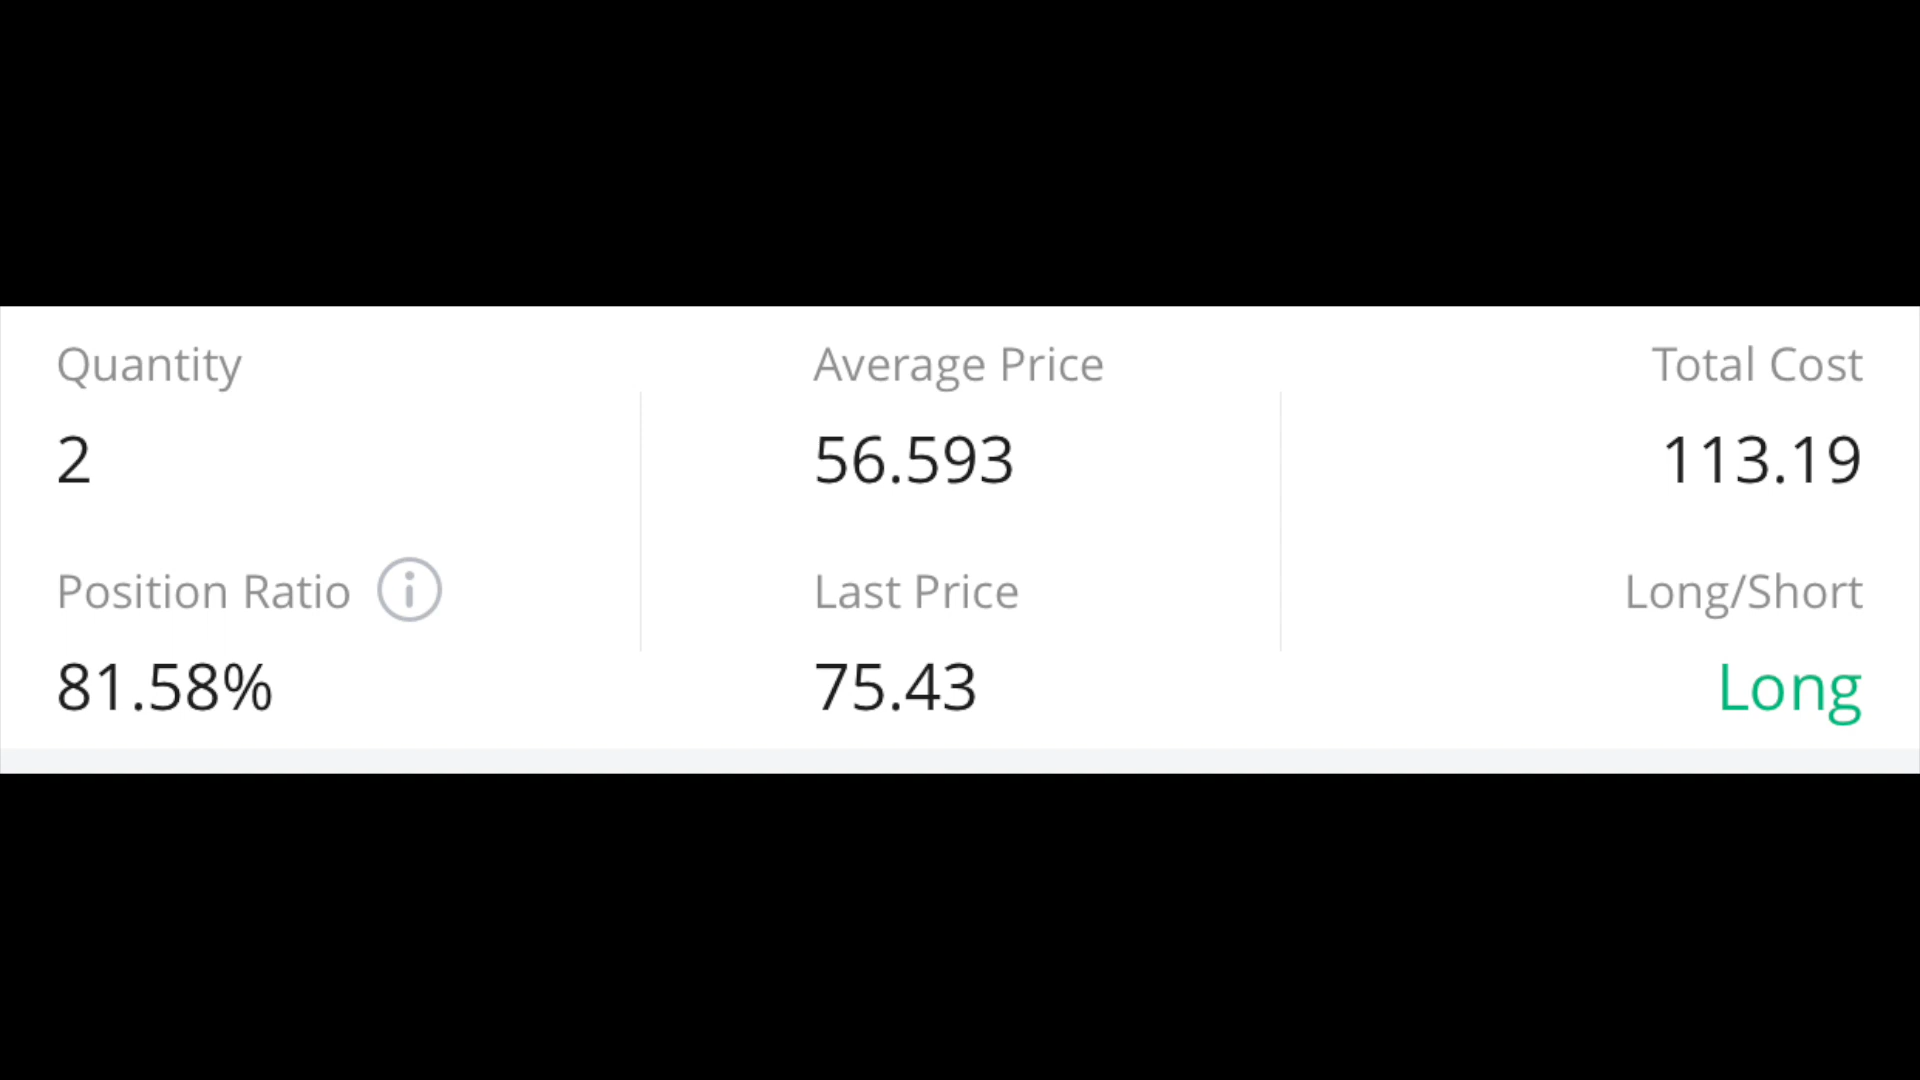 Quantity Average Price Total Cost
2 56.593 113.19
Position Ratio Last Price Long/Short
81.58% 75.43 Long